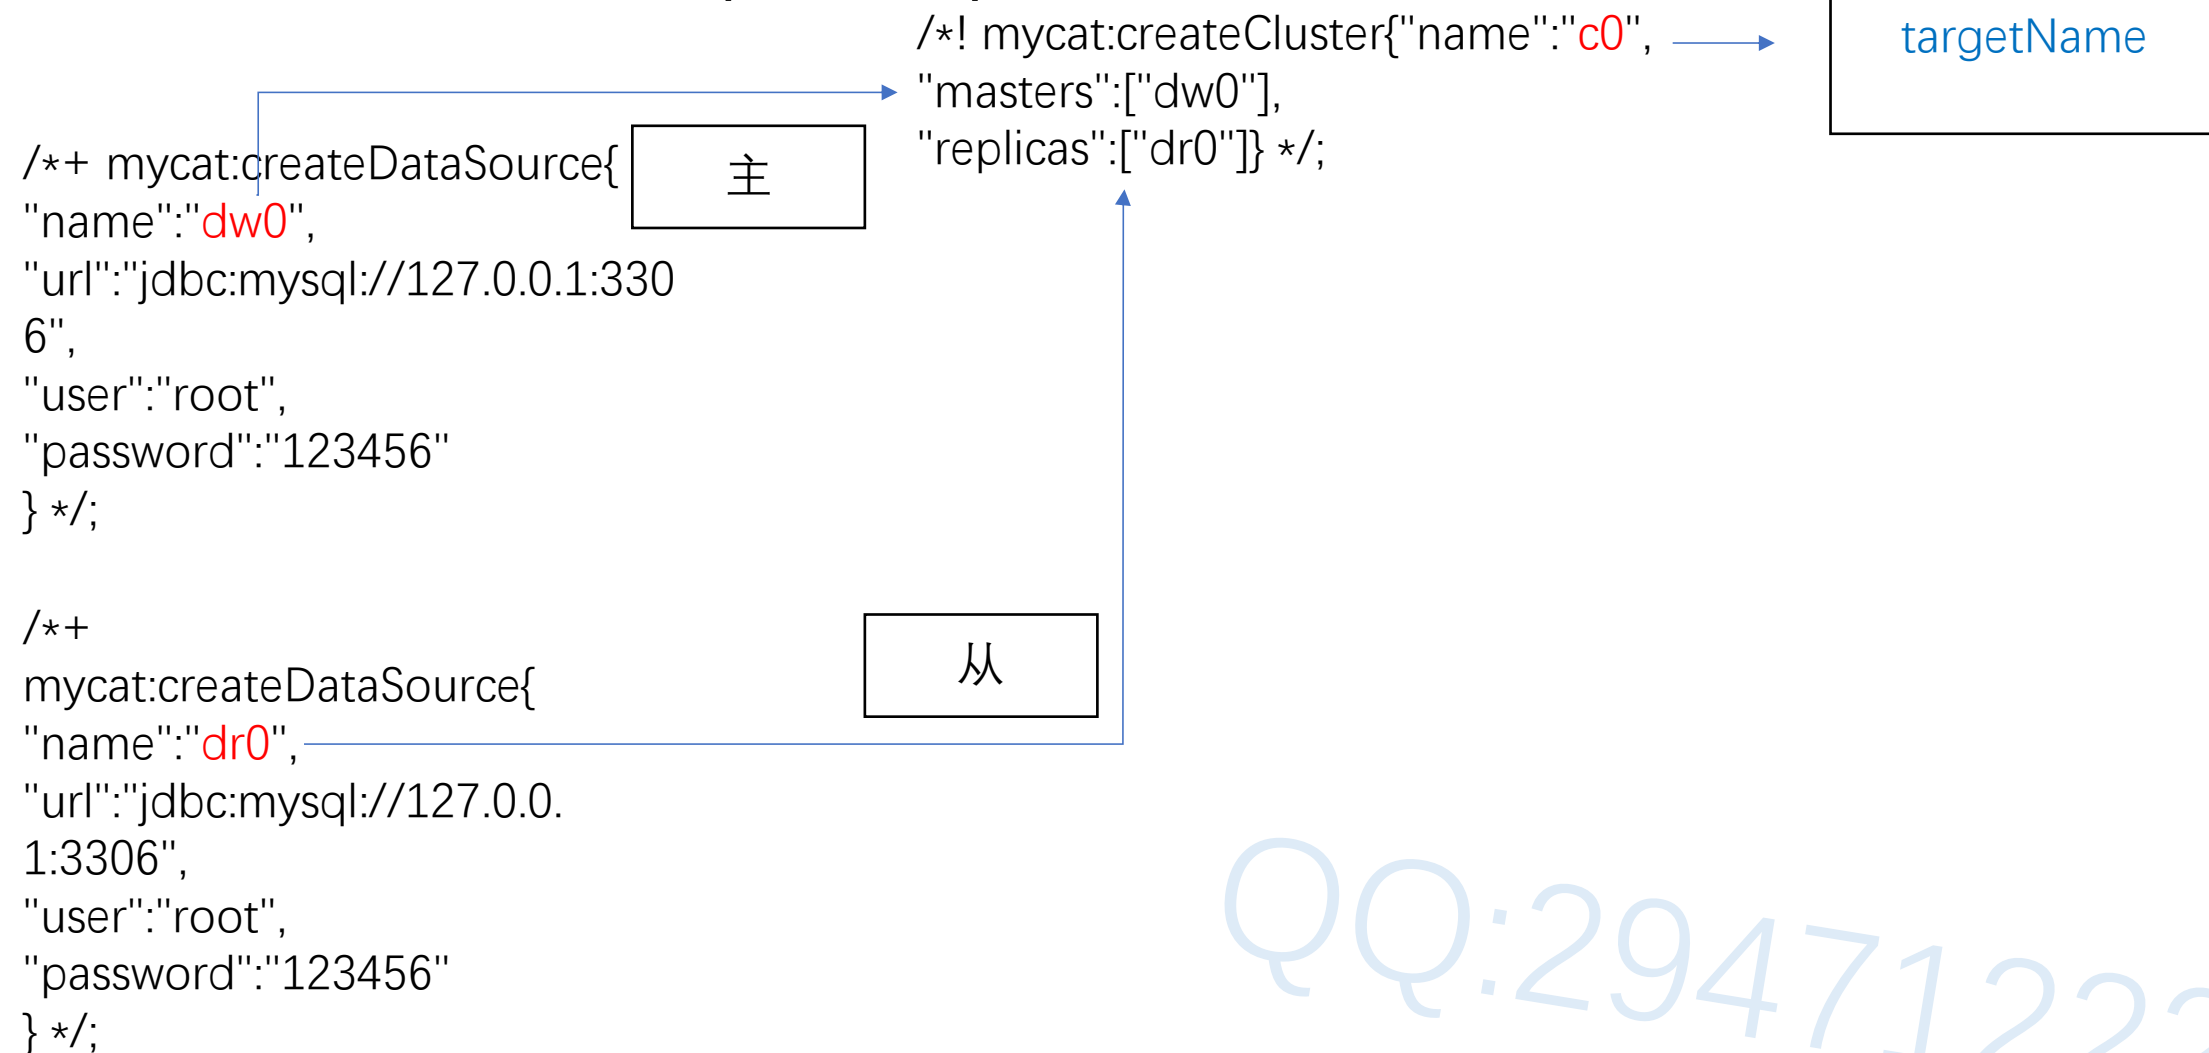 /*! mycat:createCluster{"name":"c0",
"masters":["dw0"],
"replicas":["dr0"]} */;
targetName
/*+ mycat:createDataSource{
"name":"dw0",
"url":"jdbc:mysql://127.0.0.1:330
6",
"user":"root",
"password":"123456"
} */;
主
/*+
mycat:createDataSource{
"name":"dr0",
"url":"jdbc:mysql://127.0.0.
1:3306",
"user":"root",
"password":"123456"
} */;
从